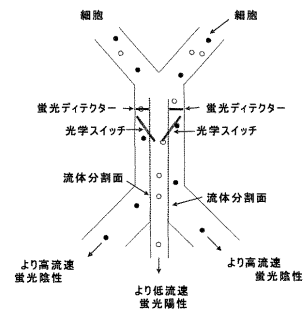 細胞
細胞
蛍光ディテクター
蛍光ディテクター
光学スイッチ
光学スイッチ
流体分割面
流体分割面
より高流速
蛍光陰性
より低流速
蛍光陽性
より高流速
蛍光陰性